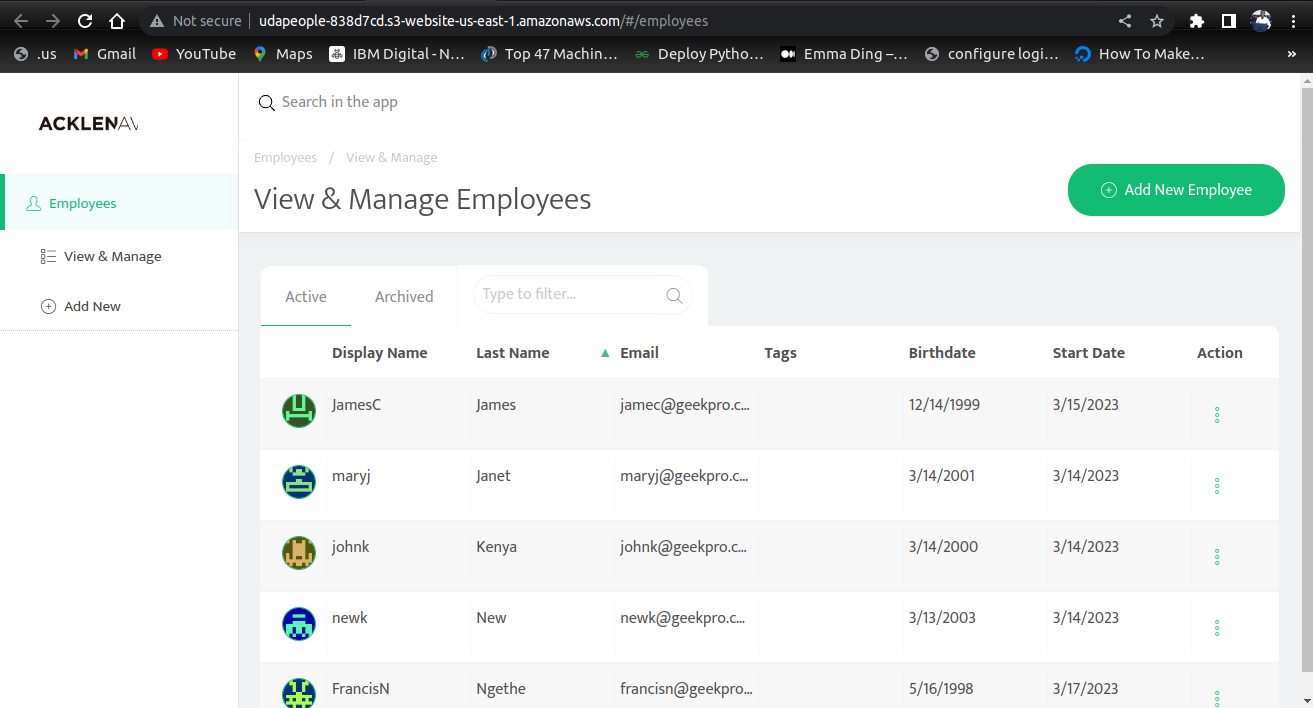 Not secure udapeople-838d7cd.s3-website-us-east-1.amazonaws.com/#/employees
.us Gmail YouTube Maps IBM Digital - N... Top 47 Machin... Deploy Pytho... Emma Ding –... configure logi... How To Make... »
ACKLENAV
Search in the app
Employees / View & Manage
View & Manage Employees
Add New Employee
Employees
View & Manage
Add New
Active Archived Type to filter...
Display Name Last Name ▲ Email Tags Birthdate Start Date Action
JamesC James jamec@geekpro.c... 12/14/1999 3/15/2023
maryj Janet maryj@geekpro.c... 3/14/2001 3/14/2023
johnk Kenya johnk@geekpro.c... 3/14/2000 3/14/2023
newk New newk@geekpro.c... 3/13/2003 3/14/2023
FrancisN Ngethe francisn@geekpro... 5/16/1998 3/17/2023